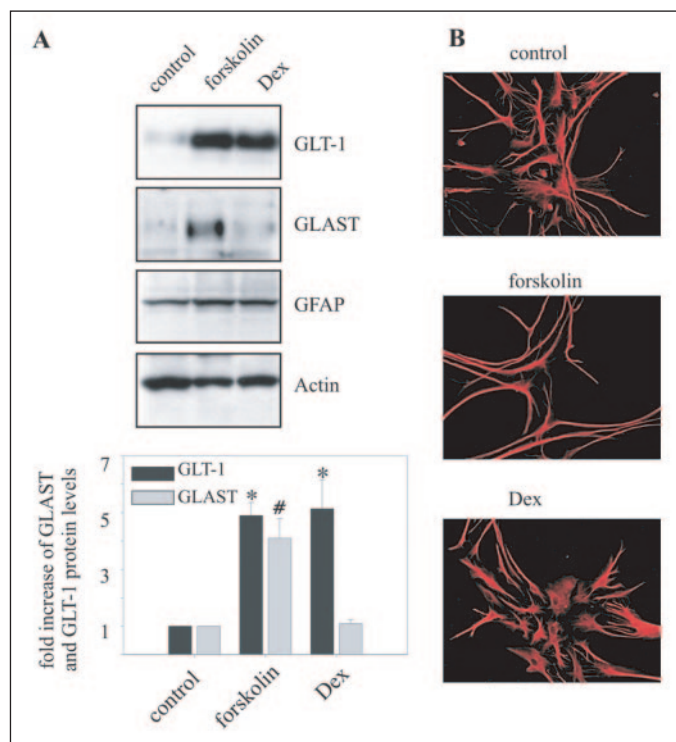 A
control
forskolin
Dex
GLT-1
GLAST
GFAP
Actin
7
5
3
1
fold increase of GLAST
and GLT-1 protein levels
GLT-1
GLAST
*
#
*
control
forskolin
Dex
B
control
forskolin
Dex